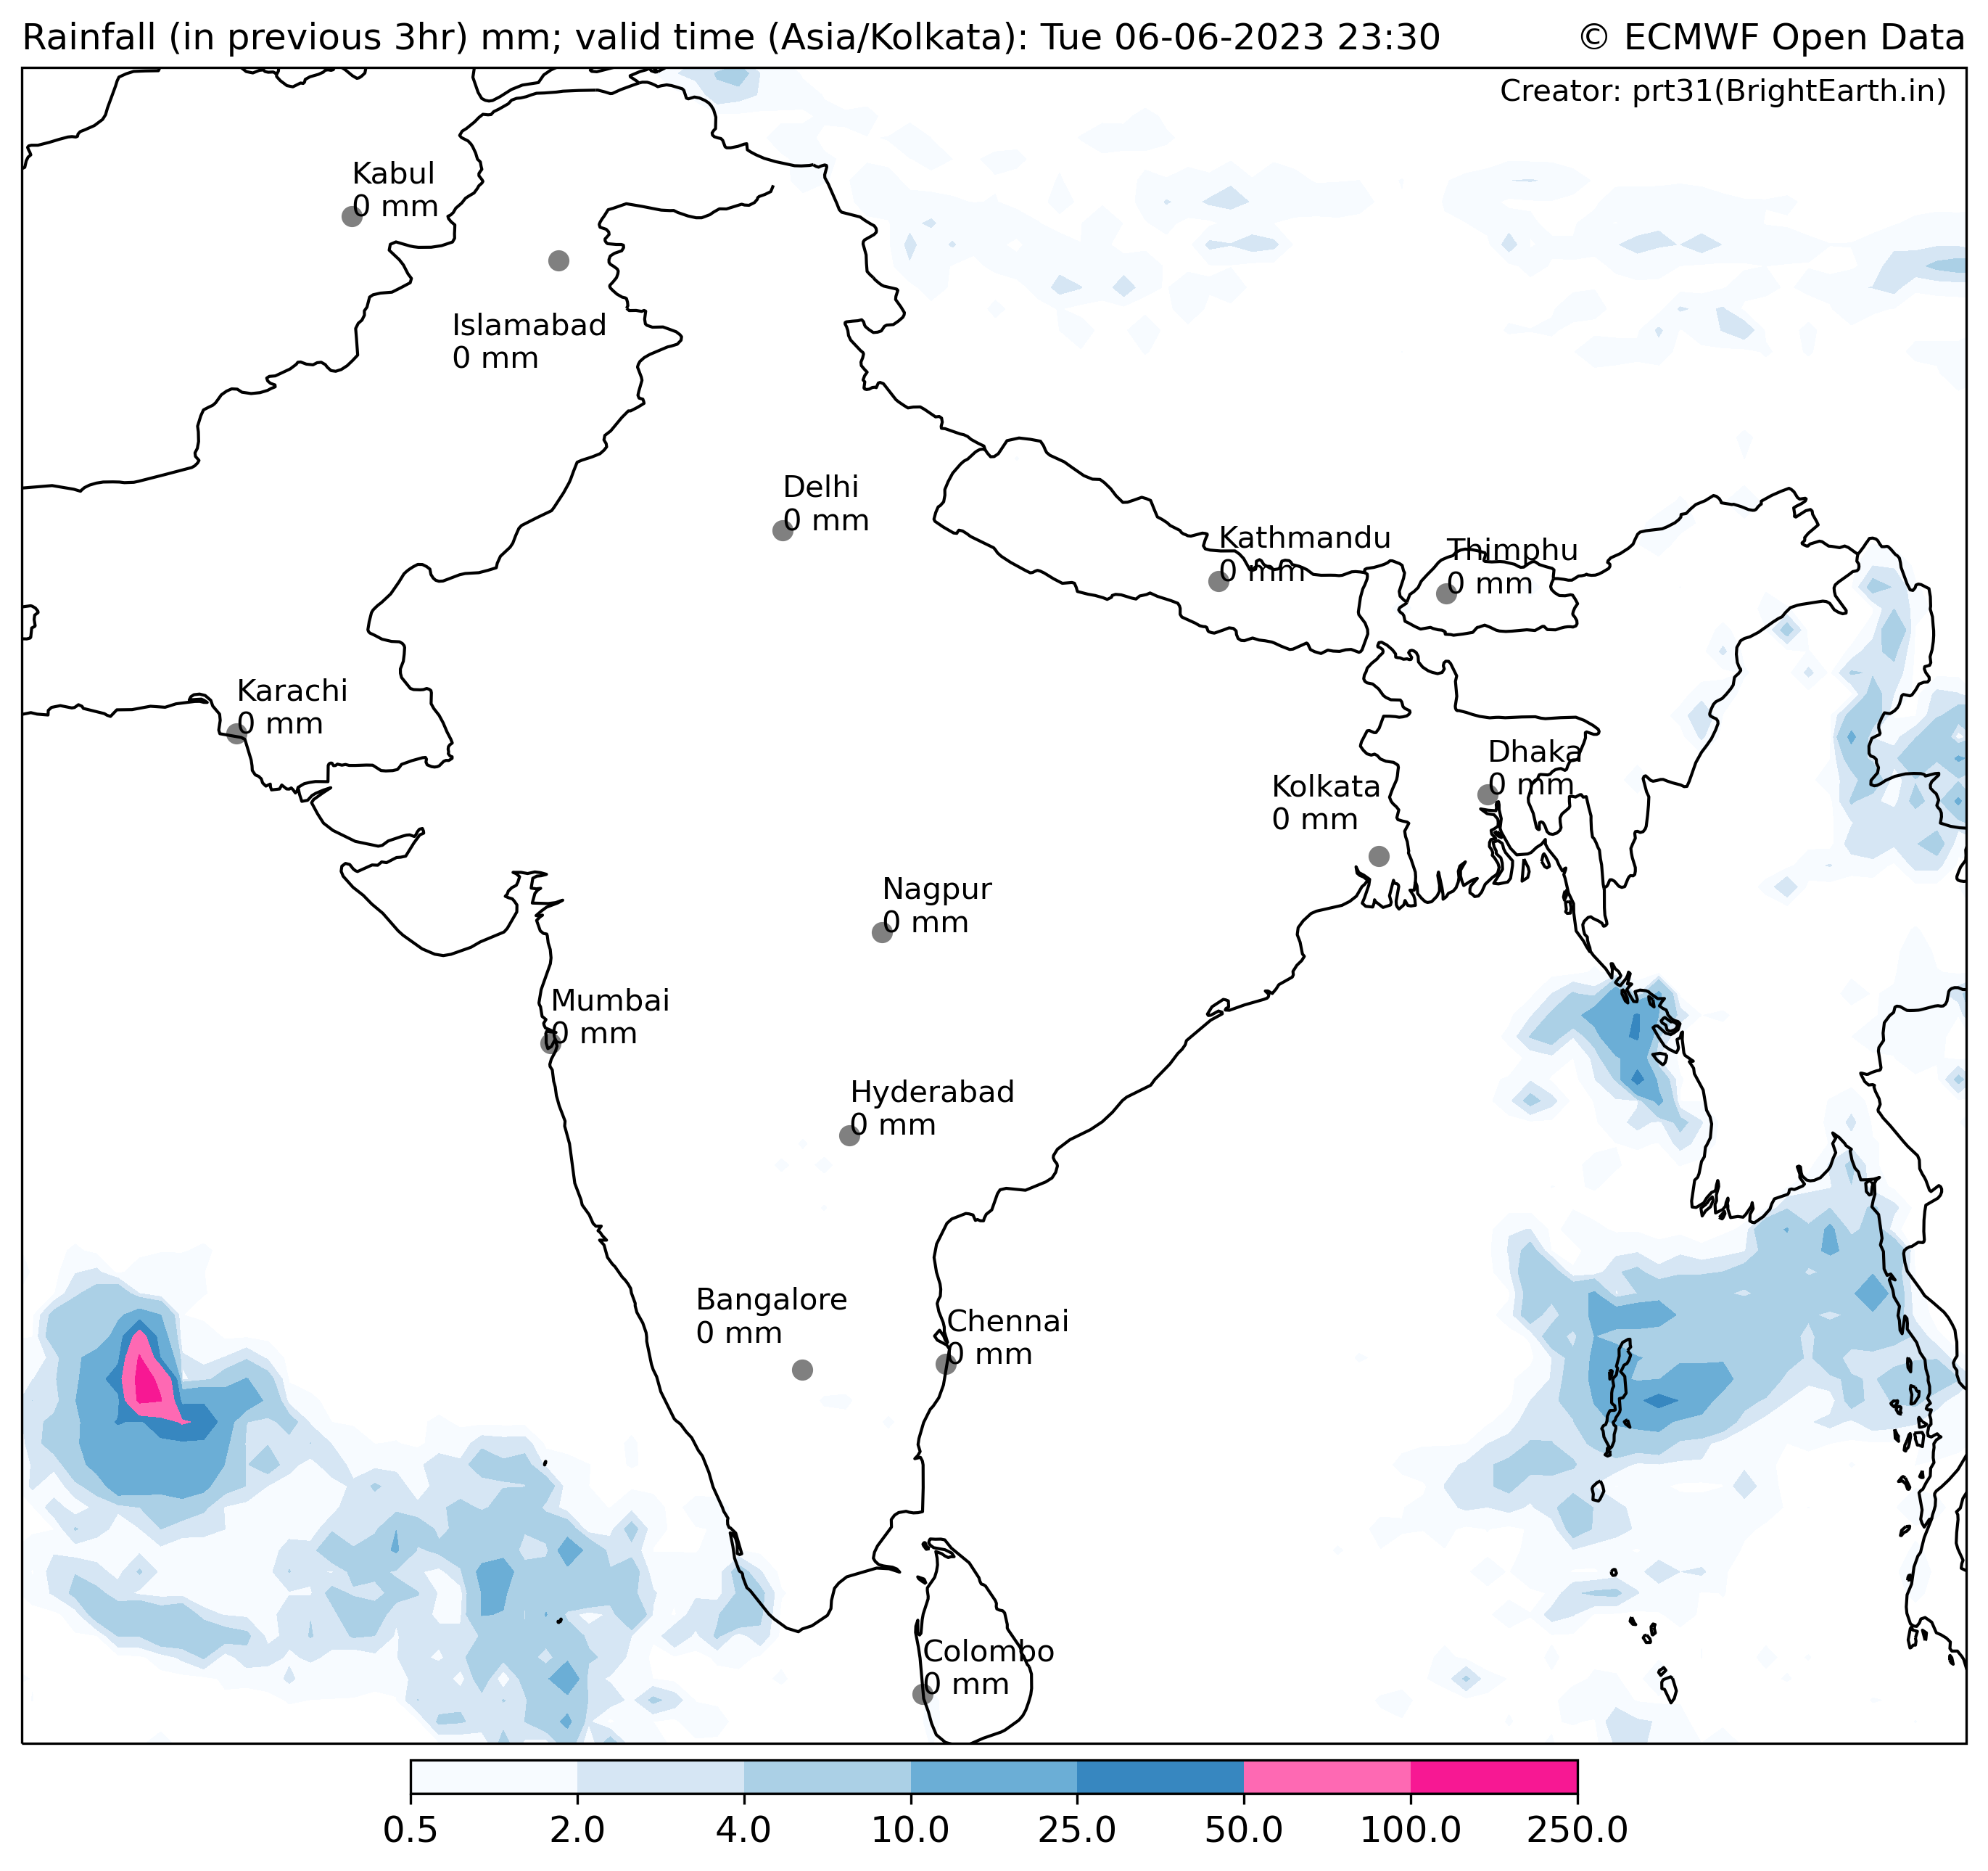 Rainfall (in previous 3hr) mm; valid time (Asia/Kolkata): Tue 06-06-2023 23:30
© ECMWF Open Data
Creator: prt31(BrightEarth.in)
Kabul
0 mm
Islamabad
0 mm
Delhi
0 mm
Kathmandu
0 mm
Thimphu
0 mm
Karachi
0 mm
Dhaka
0 mm
Kolkata
0 mm
Nagpur
0 mm
Mumbai
0 mm
Hyderabad
0 mm
Bangalore
0 mm
Chennai
0 mm
Colombo
0 mm
0.5 2.0 4.0 10.0 25.0 50.0 100.0 250.0